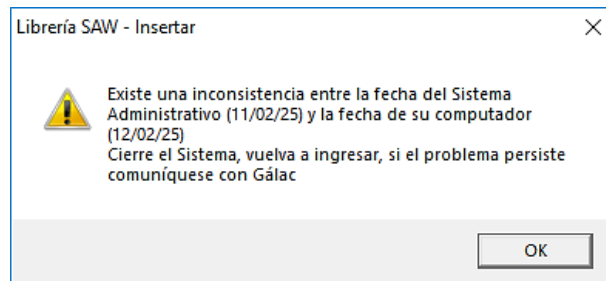 Librería SAW - Insertar
Existe una inconsistencia entre la fecha del Sistema
Administrativo (11/02/25) y la fecha de su computador
(12/02/25)
Cierre el Sistema, vuelva a ingresar, si el problema persiste
comuníquese con Gálac
OK